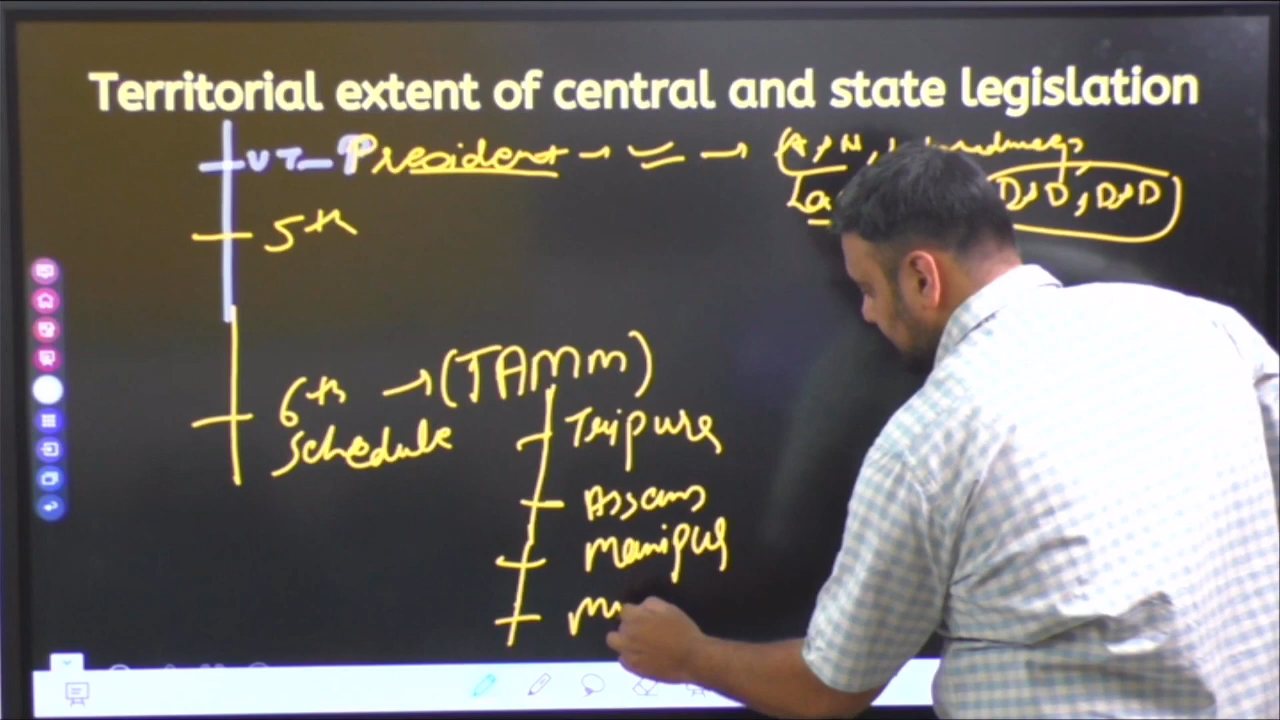 Territorial extent of central and state legislation
UT - President → → (A & N,
D & D, D & D
5th
6th → (TAMM)
Schedule
Tripura
Assam
Manipur